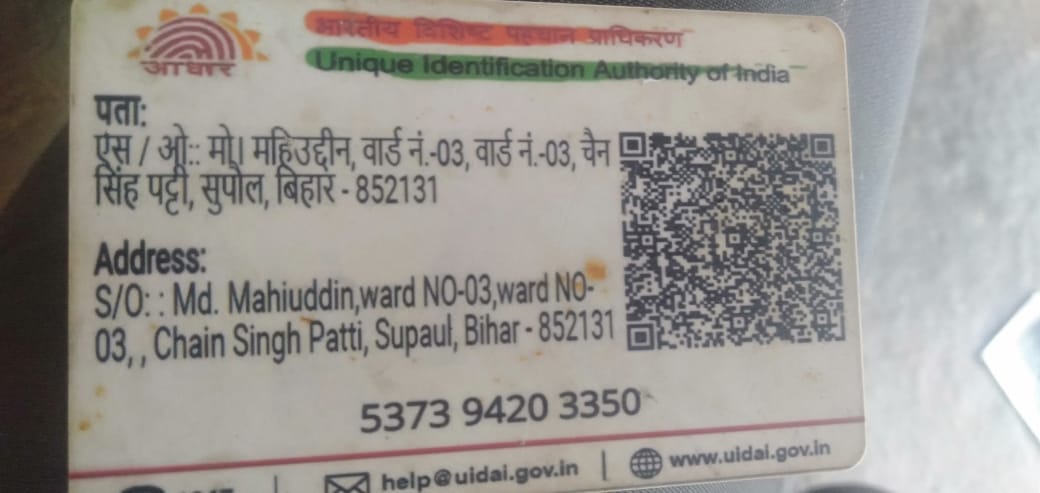 आधार
भारतीय विशिष्ट पहचान प्राधिकरण
Unique Identification Authority of India
पता:
एस / ओ:: मो। महिउद्दीन, वार्ड नं.-03, वार्ड नं.-03, चैन
सिंह पट्टी, सुपौल, बिहार - 852131
Address:
S/O: : Md. Mahiuddin,ward NO-03,ward NO-
03, , Chain Singh Patti, Supaul, Bihar - 852131
5373 9420 3350
help@uidai.gov.in | www.uidai.gov.in